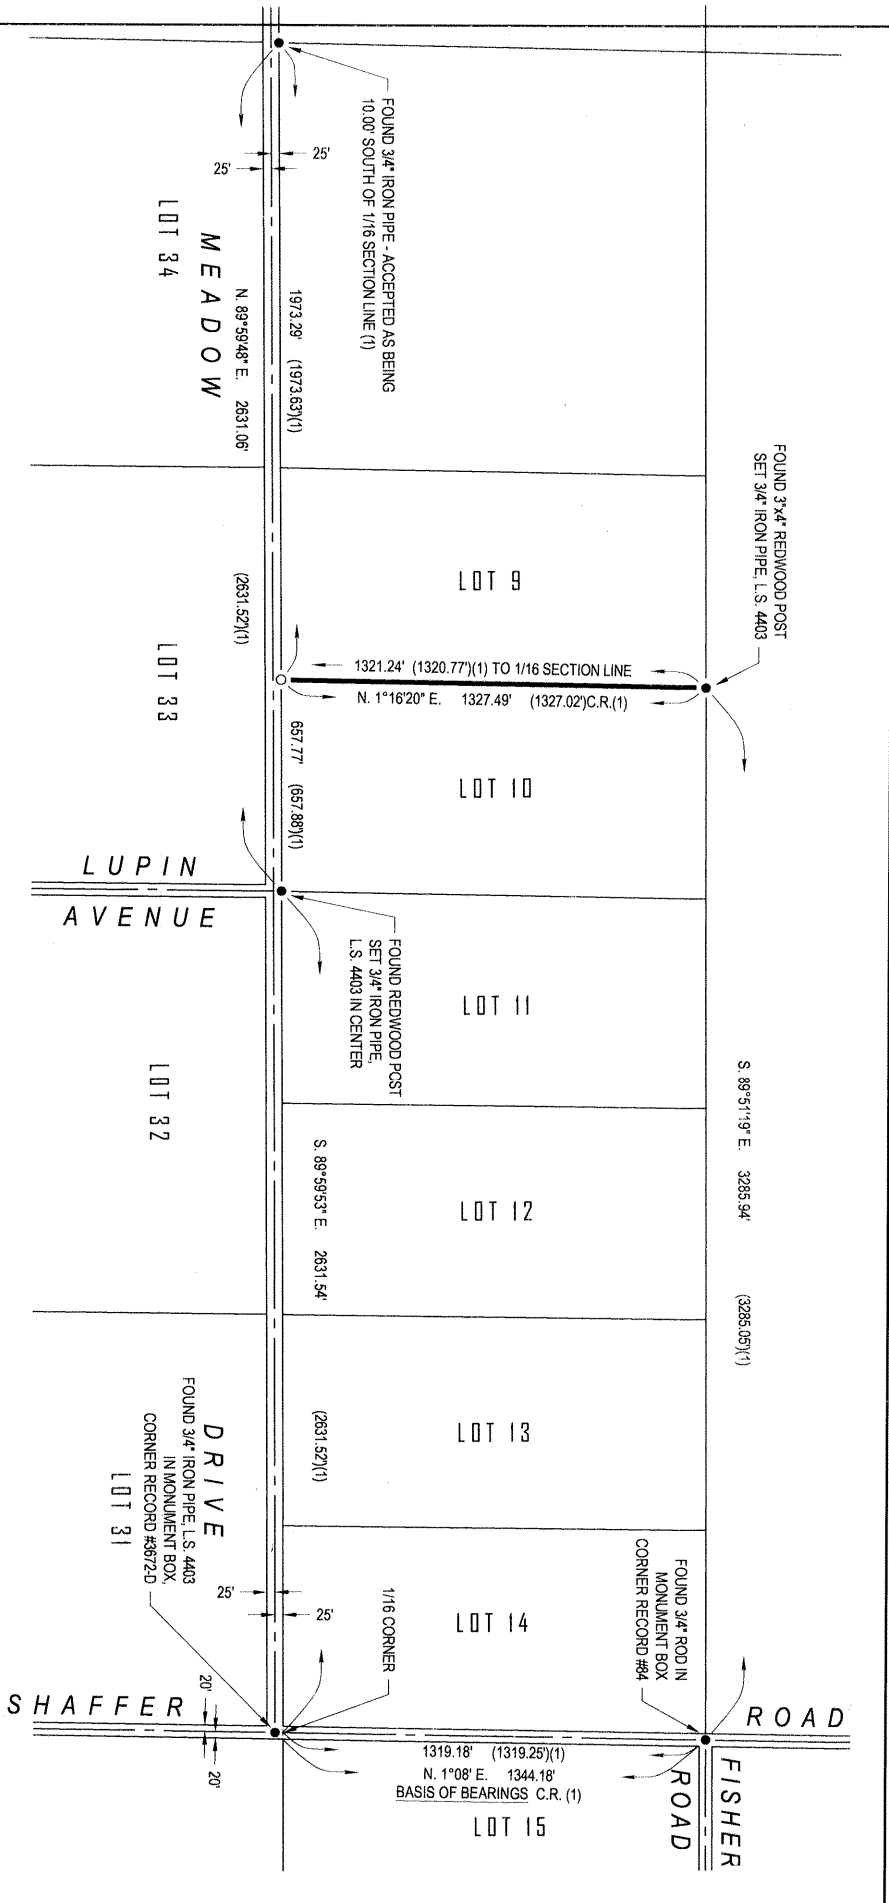 FOUND 3/4" IRON PIPE - ACCEPTED AS BEING
10.00' SOUTH OF 1/16 SECTION LINE (1)
25'
25'
LOT 34
MEADOW
N. 89°59'48" E. 2631.06'
1973.29' (1973.63')(1)
FOUND 3"x4" REDWOOD POST
SET 3/4" IRON PIPE, L.S. 4403
LOT 9
(2631.52')(1)
LOT 33
1321.24' (1320.77')(1) TO 1/16 SECTION LINE
N. 1°16'20" E. 1327.49' (1327.02')C.R.(1)
657.77' (657.88')(1)
LOT 10
LUPIN
AVENUE
FOUND REDWOOD POST
SET 3/4" IRON PIPE,
L.S. 4403 IN CENTER
LOT 11
LOT 32
S. 89°51'19" E. 3285.94'
(3285.05')(1)
S. 89°59'53" E. 2631.54'
LOT 12
(2631.52')(1)
LOT 13
DRIVE
FOUND 3/4" IRON PIPE, L.S. 4403
IN MONUMENT BOX,
CORNER RECORD #3672-D
LOT 31
25'
25'
LOT 14
1/16 CORNER
FOUND 3/4" ROD IN
MONUMENT BOX
CORNER RECORD #84
SHAFFER
ROAD
20'
20'
1319.18' (1319.25')(1)
N. 1°08' E. 1344.18'
BASIS OF BEARINGS C.R. (1)
LOT 15
FISHER
ROAD